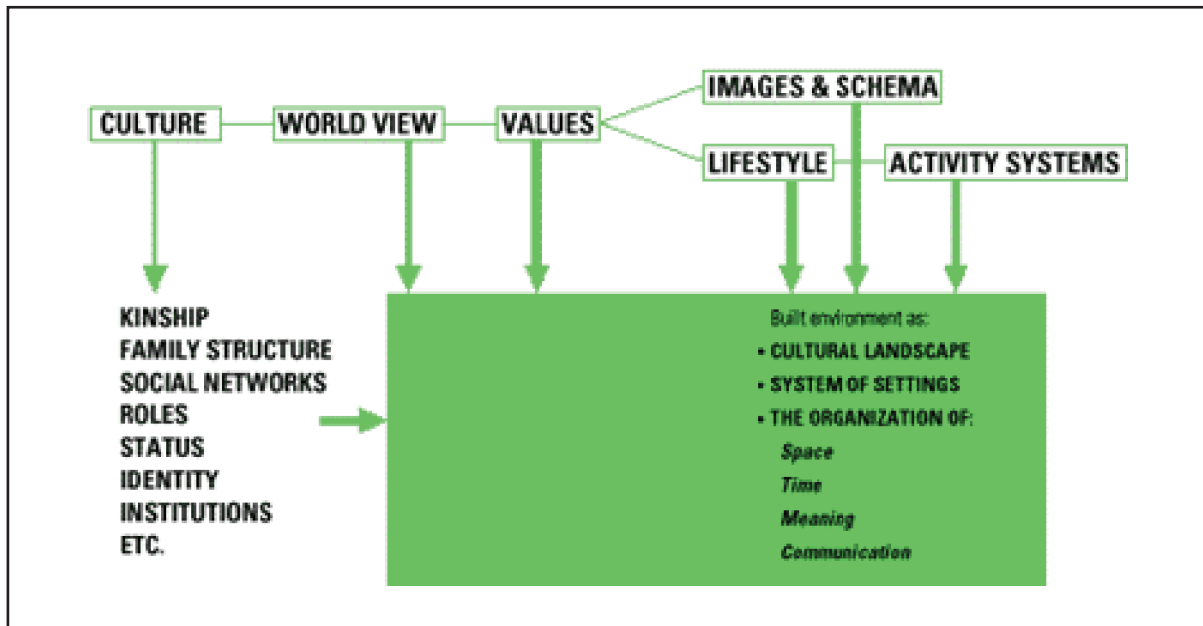 IMAGES & SCHEMA
CULTURE
WORLD VIEW
VALUES
LIFESTYLE
ACTIVITY SYSTEMS
KINSHIP
FAMILY STRUCTURE
SOCIAL NETWORKS
ROLES
STATUS
IDENTITY
INSTITUTIONS
ETC.
Built environment as:
• CULTURAL LANDSCAPE
• SYSTEM OF SETTINGS
• THE ORGANIZATION OF:
Space
Time
Meaning
Communication